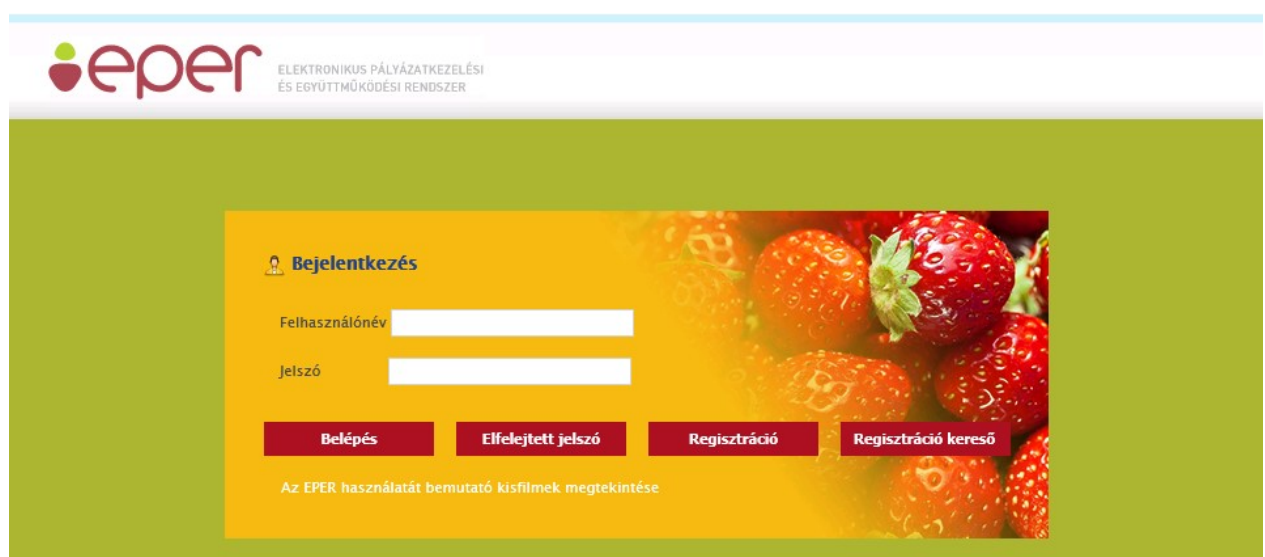 eper
ELEKTRONIKUS PÁLYÁZATKEZELÉSI
ÉS EGYÜTTMŰKÖDÉSI RENDSZER
Bejelentkezés
Felhasználónév
Jelszó
Belépés Elfelejtett jelszó Regisztráció Regisztráció kereső
Az EPER használatát bemutató kisfilmek megtekintése